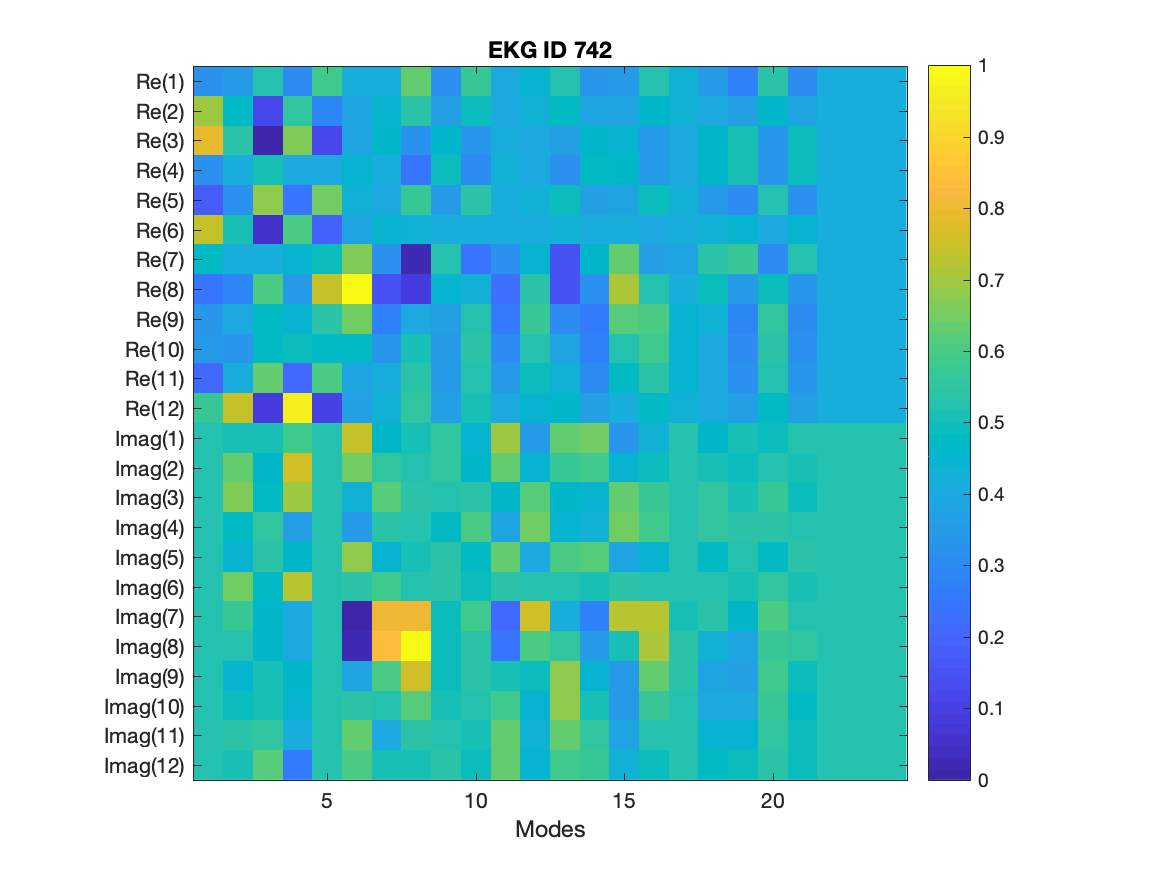 EKG ID 742
Re(1)
Re(2)
Re(3)
Re(4)
Re(5)
Re(6)
Re(7)
Re(8)
Re(9)
Re(10)
Re(11)
Re(12)
Imag(1)
Imag(2)
Imag(3)
Imag(4)
Imag(5)
Imag(6)
Imag(7)
Imag(8)
Imag(9)
Imag(10)
Imag(11)
Imag(12)
5 10 15 20
Modes
1
0.9
0.8
0.7
0.6
0.5
0.4
0.3
0.2
0.1
0